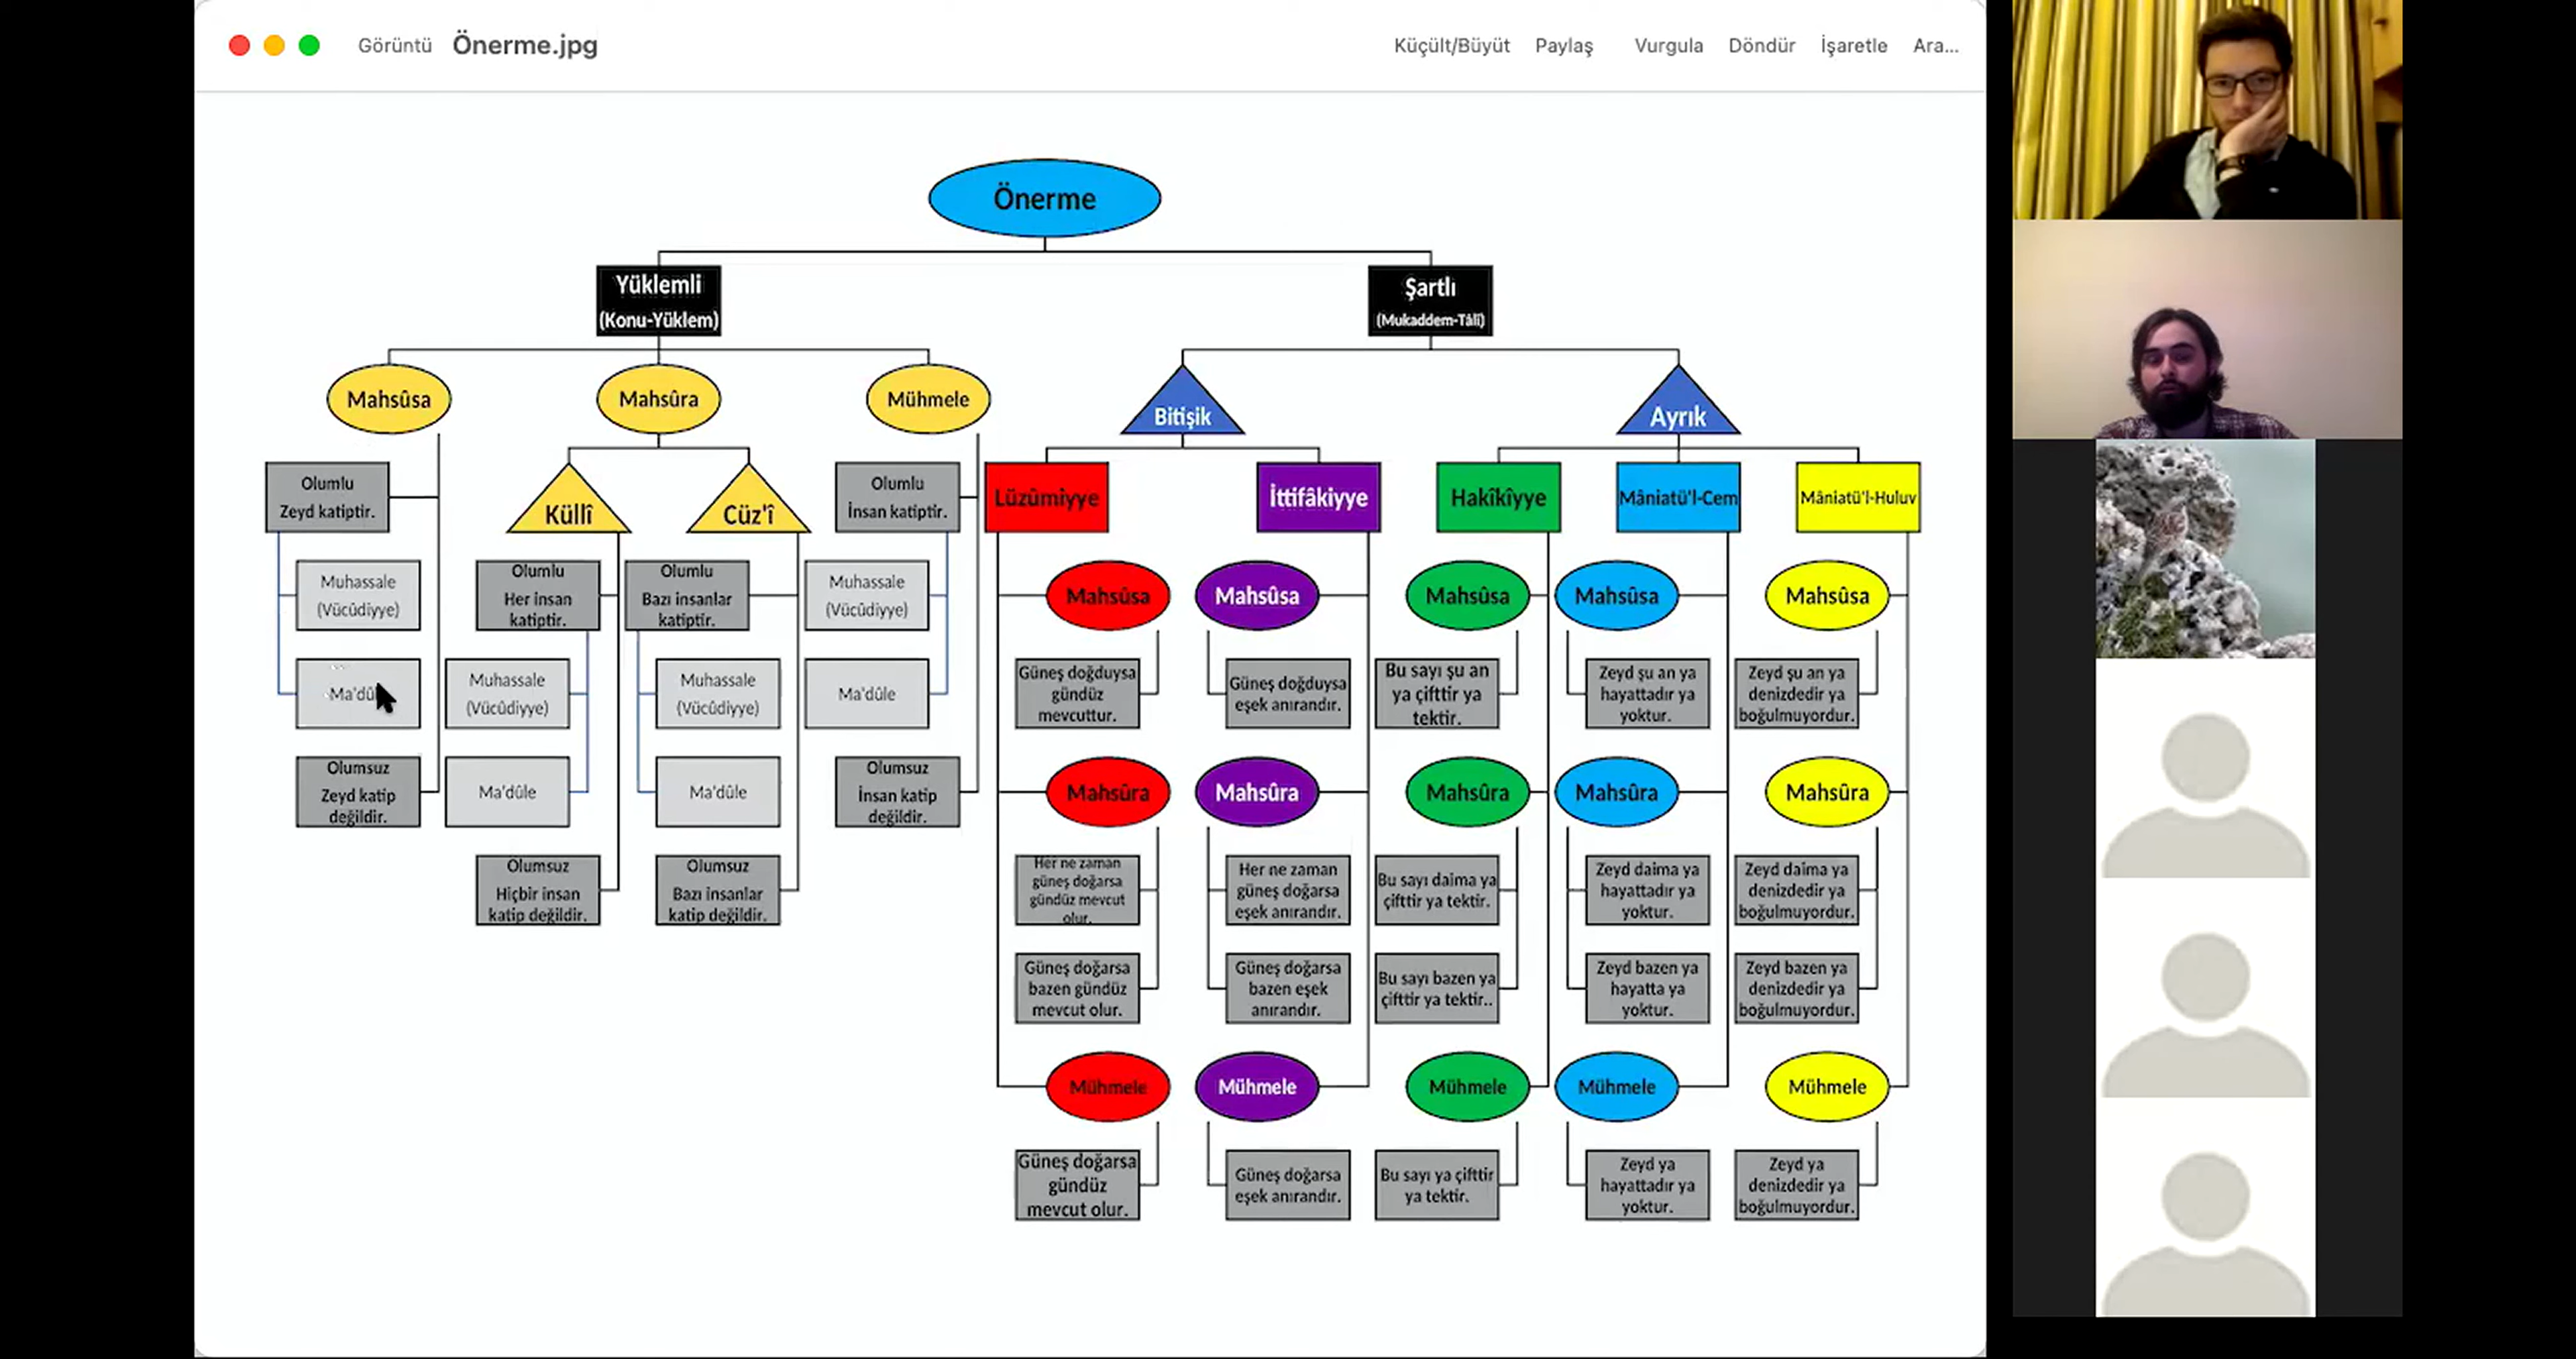 Görüntü Önerme.jpg Küçült/Büyüt Paylaş Vurgula Döndür İşaretle Ara...
Önerme
Yüklemli
(Konu-Yüklem)
Şartlı
(Mukaddem-Tâlî)
Mahsûsa
Mahsûra
Mühmele
Bitişik
Ayrık
Olumlu
Zeyd katiptir.
Küllî
Cüz'î
Olumlu
İnsan katiptir.
Lüzûmiyye
İttifâkiyye
Hakîkîyye
Mâniatü'l-Cem
Mâniatü'l-Huluv
Muhassale
(Vücûdiyye)
Olumlu
Her insan
katiptir.
Olumlu
Bazı insanlar
katiptir.
Muhassale
(Vücûdiyye)
Mahsûsa
Mahsûsa
Mahsûsa
Mahsûsa
Mahsûsa
Muhassale
(Vücûdiyye)
Muhassale
(Vücûdiyye)
Ma'dûle
Güneş doğduysa
gündüz
mevcuttur.
Güneş doğduysa
eşek anırandır.
Bu sayı şu an
ya çifttir ya
tektir.
Zeyd şu an ya
hayattadır ya
yoktur.
Zeyd şu an ya
denizdedir ya
boğulmuyordur.
Olumsuz
Zeyd katip
değildir.
Ma'dûle
Ma'dûle
Olumsuz
İnsan katip
değildir.
Mahsûra
Mahsûra
Mahsûra
Mahsûra
Mahsûra
Olumsuz
Hiçbir insan
katip değildir.
Olumsuz
Bazı insanlar
katip değildir.
Her ne zaman
güneş doğarsa
gündüz mevcut
olur.
Her ne zaman
güneş doğarsa
eşek anırandır.
Bu sayı daima ya
çifttir ya tektir.
Zeyd daima ya
hayattadır ya
yoktur.
Zeyd daima ya
denizdedir ya
boğulmuyordur.
Güneş doğarsa
bazen gündüz
mevcut olur.
Güneş doğarsa
bazen eşek
anırandır.
Bu sayı bazen ya
çifttir ya tektir..
Zeyd bazen ya
hayatta ya
yoktur.
Zeyd bazen ya
denizdedir ya
boğulmuyordur.
Mühmele
Mühmele
Mühmele
Mühmele
Mühmele
Güneş doğarsa
gündüz
mevcut olur.
Güneş doğarsa
eşek anırandır.
Bu sayı ya çifttir
ya tektir.
Zeyd ya
hayattadır ya
yoktur.
Zeyd ya
denizdedir ya
boğulmuyordur.